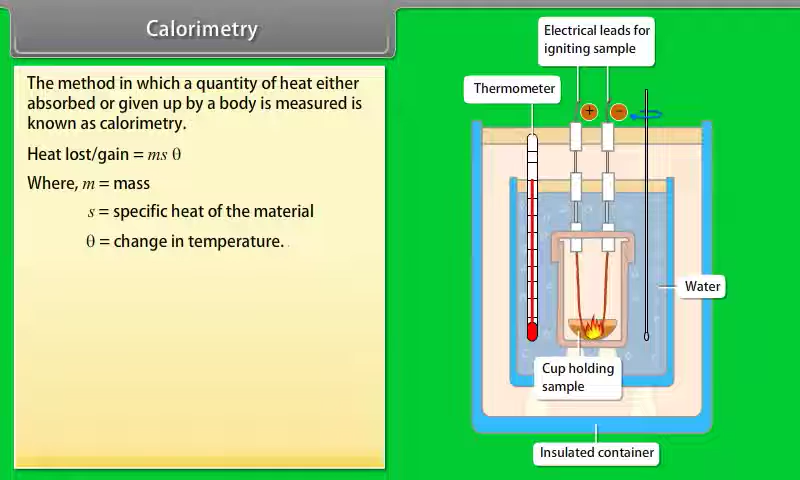 Calorimetry
The method in which a quantity of heat either
absorbed or given up by a body is measured is
known as calorimetry.
Heat lost/gain = ms θ
Where, m = mass
s = specific heat of the material
θ = change in temperature.
Electrical leads for
igniting sample
Thermometer
+ −
Water
Cup holding
sample
Insulated container